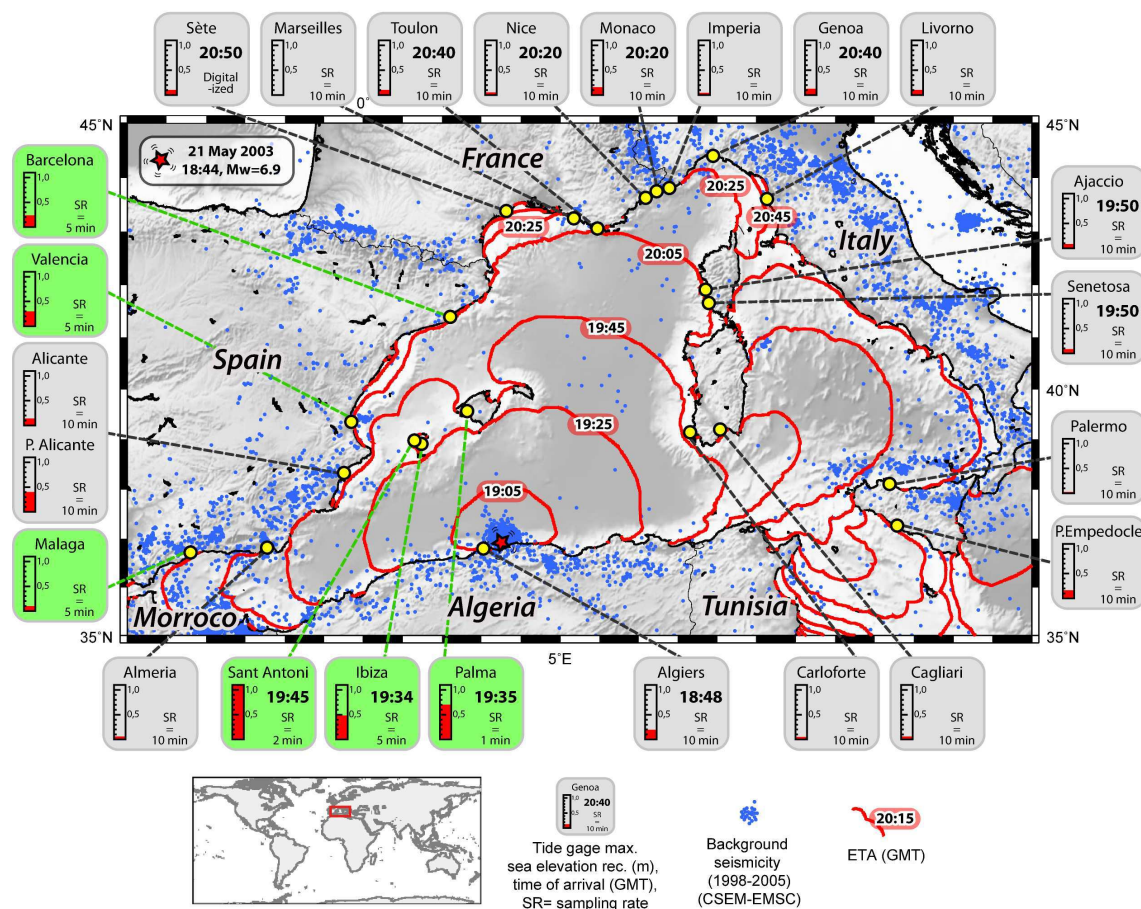 Sète
1,0
20:50
0,5
Digital
-ized
Marseilles
1,0
0,5
SR
=
10 min
Toulon
1,0
20:40
0,5
SR
=
10 min
Nice
1,0
20:20
0,5
SR
=
10 min
Monaco
1,0
20:20
0,5
SR
=
10 min
Imperia
1,0
0,5
SR
=
10 min
Genoa
1,0
20:40
0,5
SR
=
10 min
Livorno
1,0
0,5
SR
=
10 min
0°
45°N
45°N
21 May 2003
18:44, Mw=6.9
France
Italy
Spain
Morroco
Algeria
Tunisia
20:25
20:25
20:45
20:05
19:45
19:25
19:05
Barcelona
1,0
0,5
SR
=
5 min
Valencia
1,0
0,5
SR
=
5 min
Alicante
1,0
0,5
SR
=
10 min
P. Alicante
1,0
0,5
SR
=
10 min
Malaga
1,0
0,5
SR
=
5 min
Ajaccio
1,0
19:50
0,5
SR
=
10 min
Senetosa
1,0
19:50
0,5
SR
=
10 min
40°N
Palermo
1,0
0,5
SR
=
10 min
P.Empedocle
1,0
0,5
SR
=
10 min
35°N
35°N
5°E
Almeria
1,0
0,5
SR
=
10 min
Sant Antoni
1,0
19:45
0,5
SR
=
2 min
Ibiza
1,0
19:34
0,5
SR
=
5 min
Palma
1,0
19:35
0,5
SR
=
1 min
Algiers
1,0
18:48
0,5
SR
=
10 min
Carloforte
1,0
0,5
SR
=
10 min
Cagliari
1,0
0,5
SR
=
10 min
Genoa
1,0
20:40
0,5
SR
=
10 min
Tide gage max.
sea elevation rec. (m),
time of arrival (GMT),
SR= sampling rate
Background
seismicity
(1998-2005)
(CSEM-EMSC)
20:15
ETA (GMT)